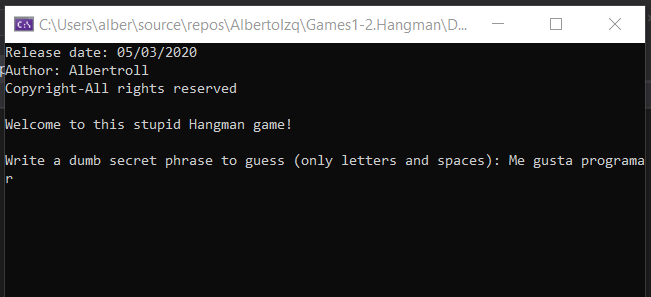 C:\Users\alber\source\repos\AlbertoIzq\Games1-2.Hangman\D...
Release date: 05/03/2020
Author: Albertroll
Copyright-All rights reserved
Welcome to this stupid Hangman game!
Write a dumb secret phrase to guess (only letters and spaces): Me gusta programa
r